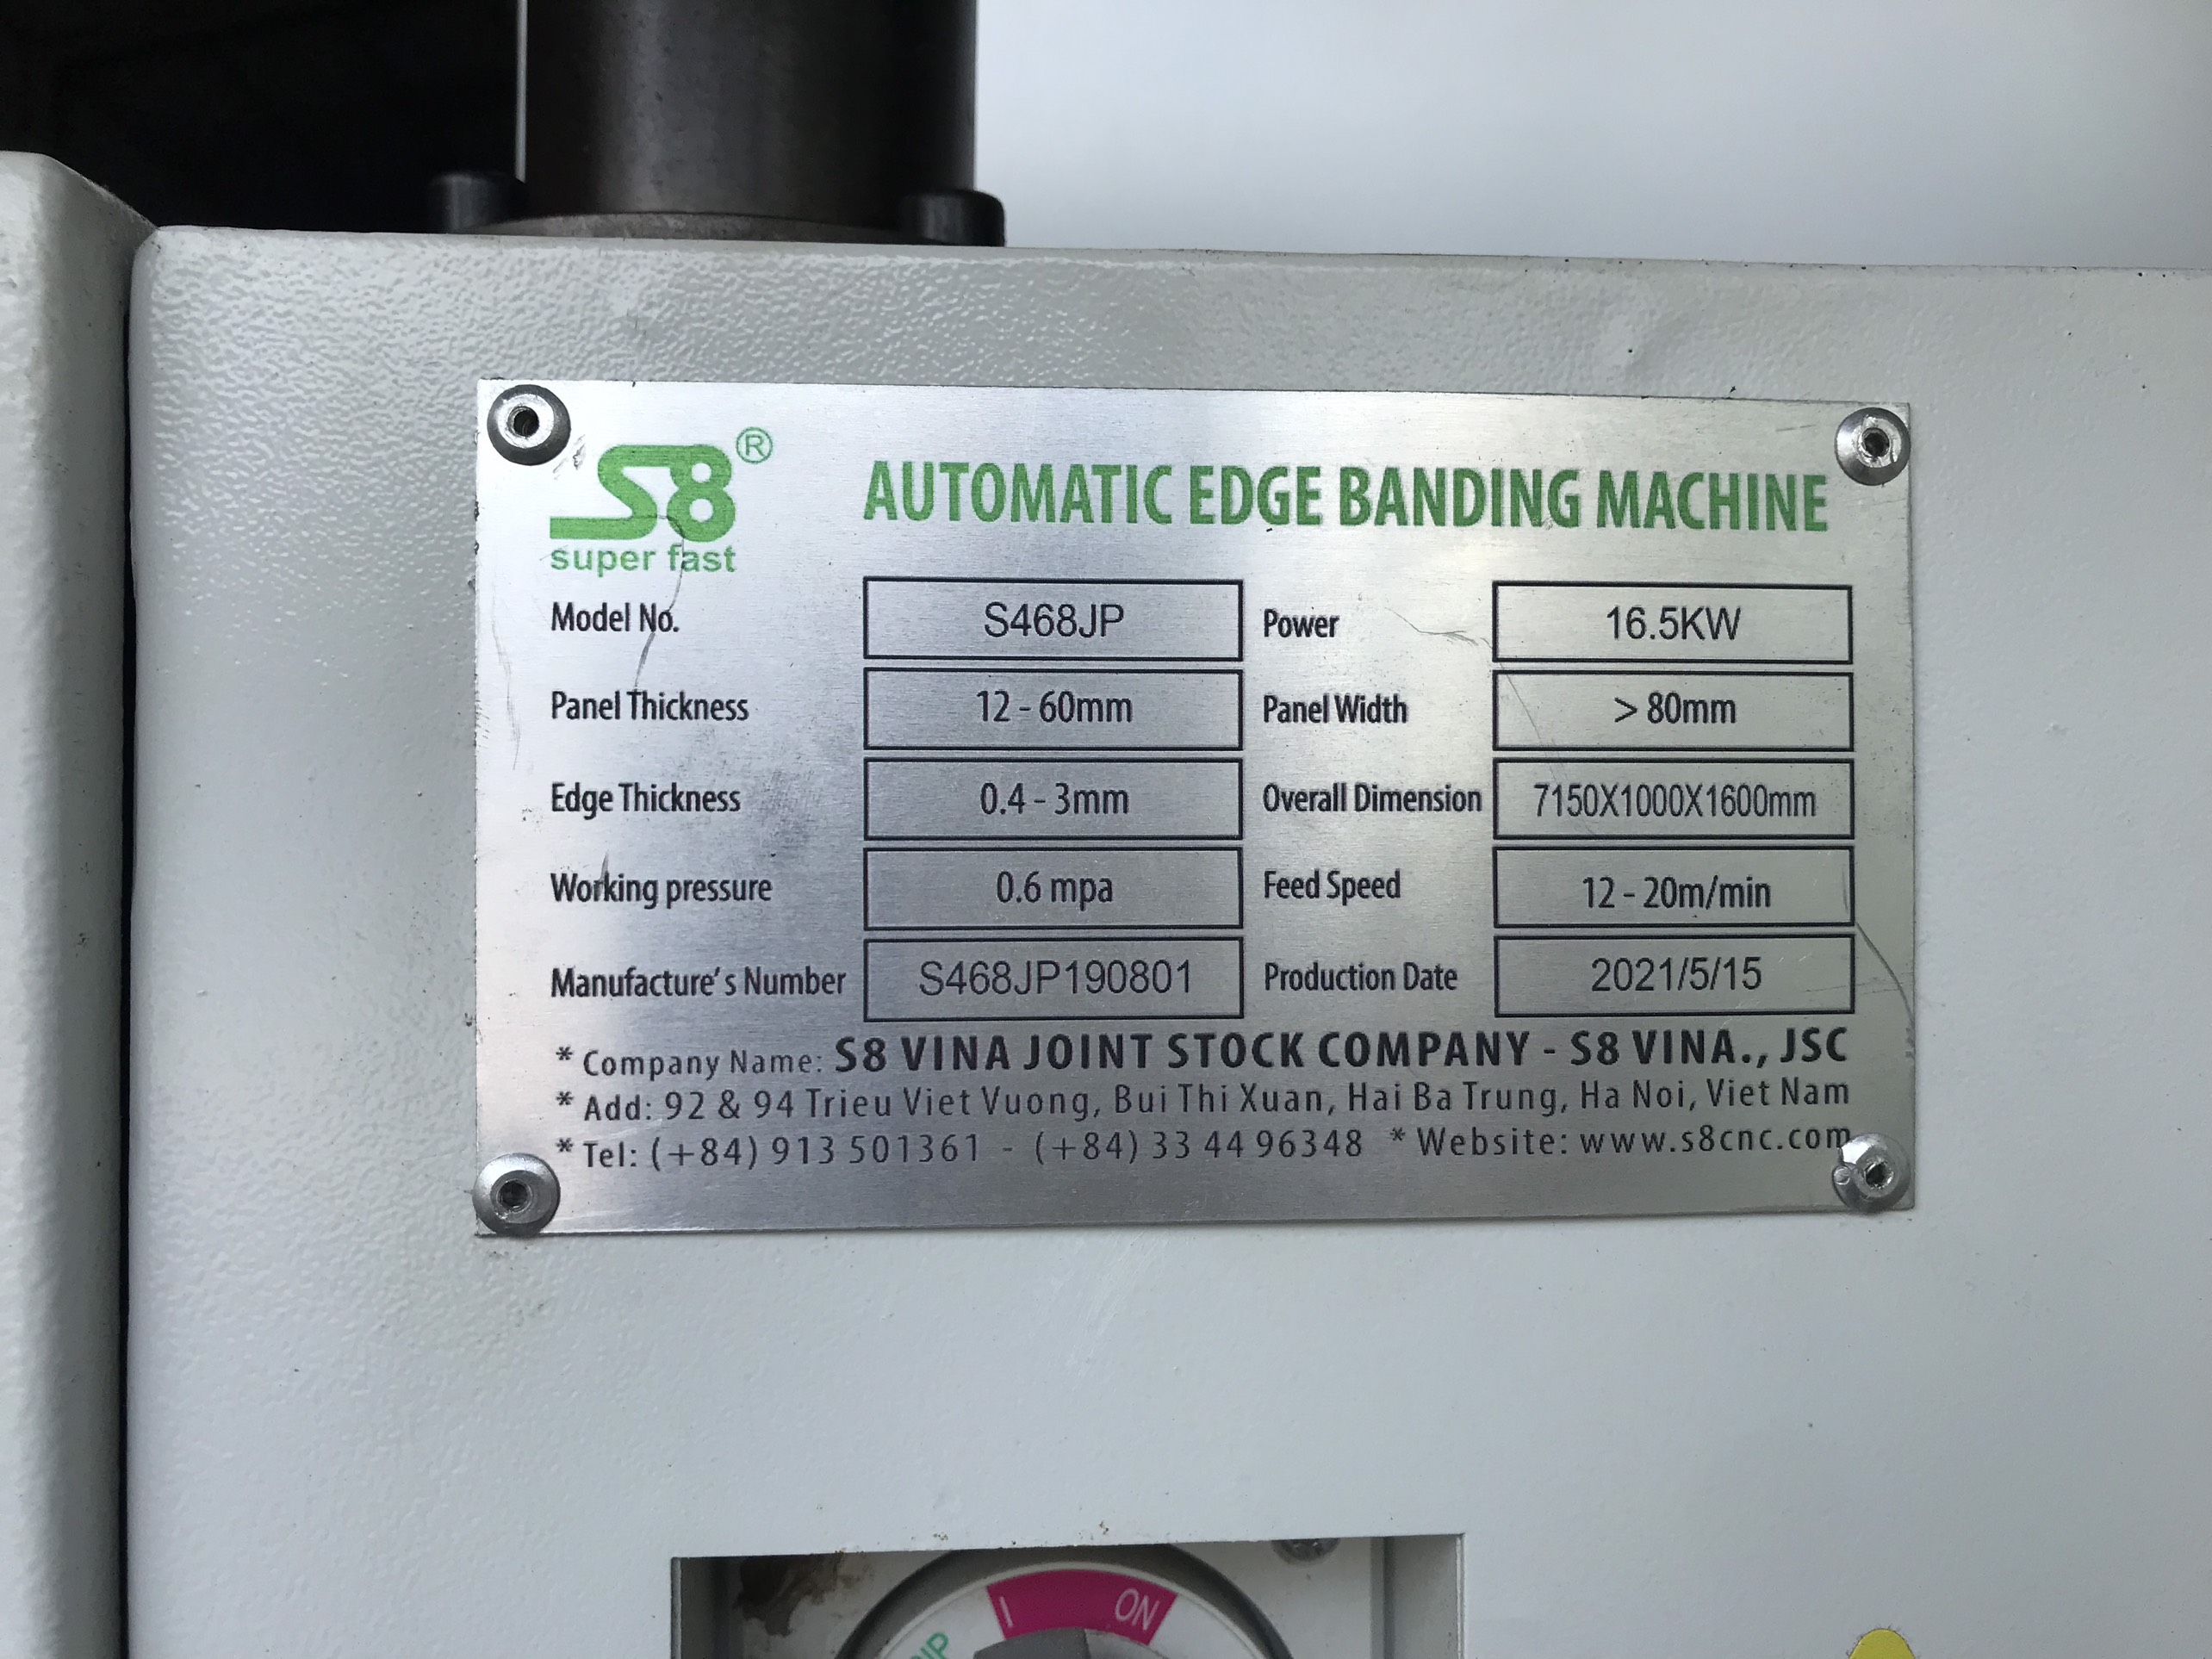 S8®
super fast
AUTOMATIC EDGE BANDING MACHINE
Model No. S468JP Power 16.5KW
Panel Thickness 12 - 60mm Panel Width > 80mm
Edge Thickness 0.4 - 3mm Overall Dimension 7150X1000X1600mm
Working pressure 0.6 mpa Feed Speed 12 - 20m/min
Manufacture's Number S468JP190801 Production Date 2021/5/15
* Company Name: S8 VINA JOINT STOCK COMPANY - S8 VINA., JSC
* Add: 92 & 94 Trieu Viet Vuong, Bui Thi Xuan, Hai Ba Trung, Ha Noi, Viet Nam
* Tel: (+84) 913 501361 - (+84) 33 44 96348 * Website: www.s8cnc.com
I ON